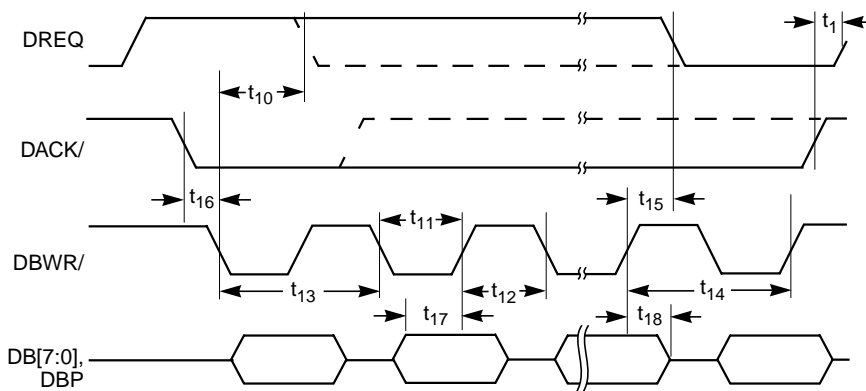 DREQ
t1
t10
DACK/
t16
t15
t11
DBWR/
t13
t12
t14
t17
t18
DB[7:0],
DBP